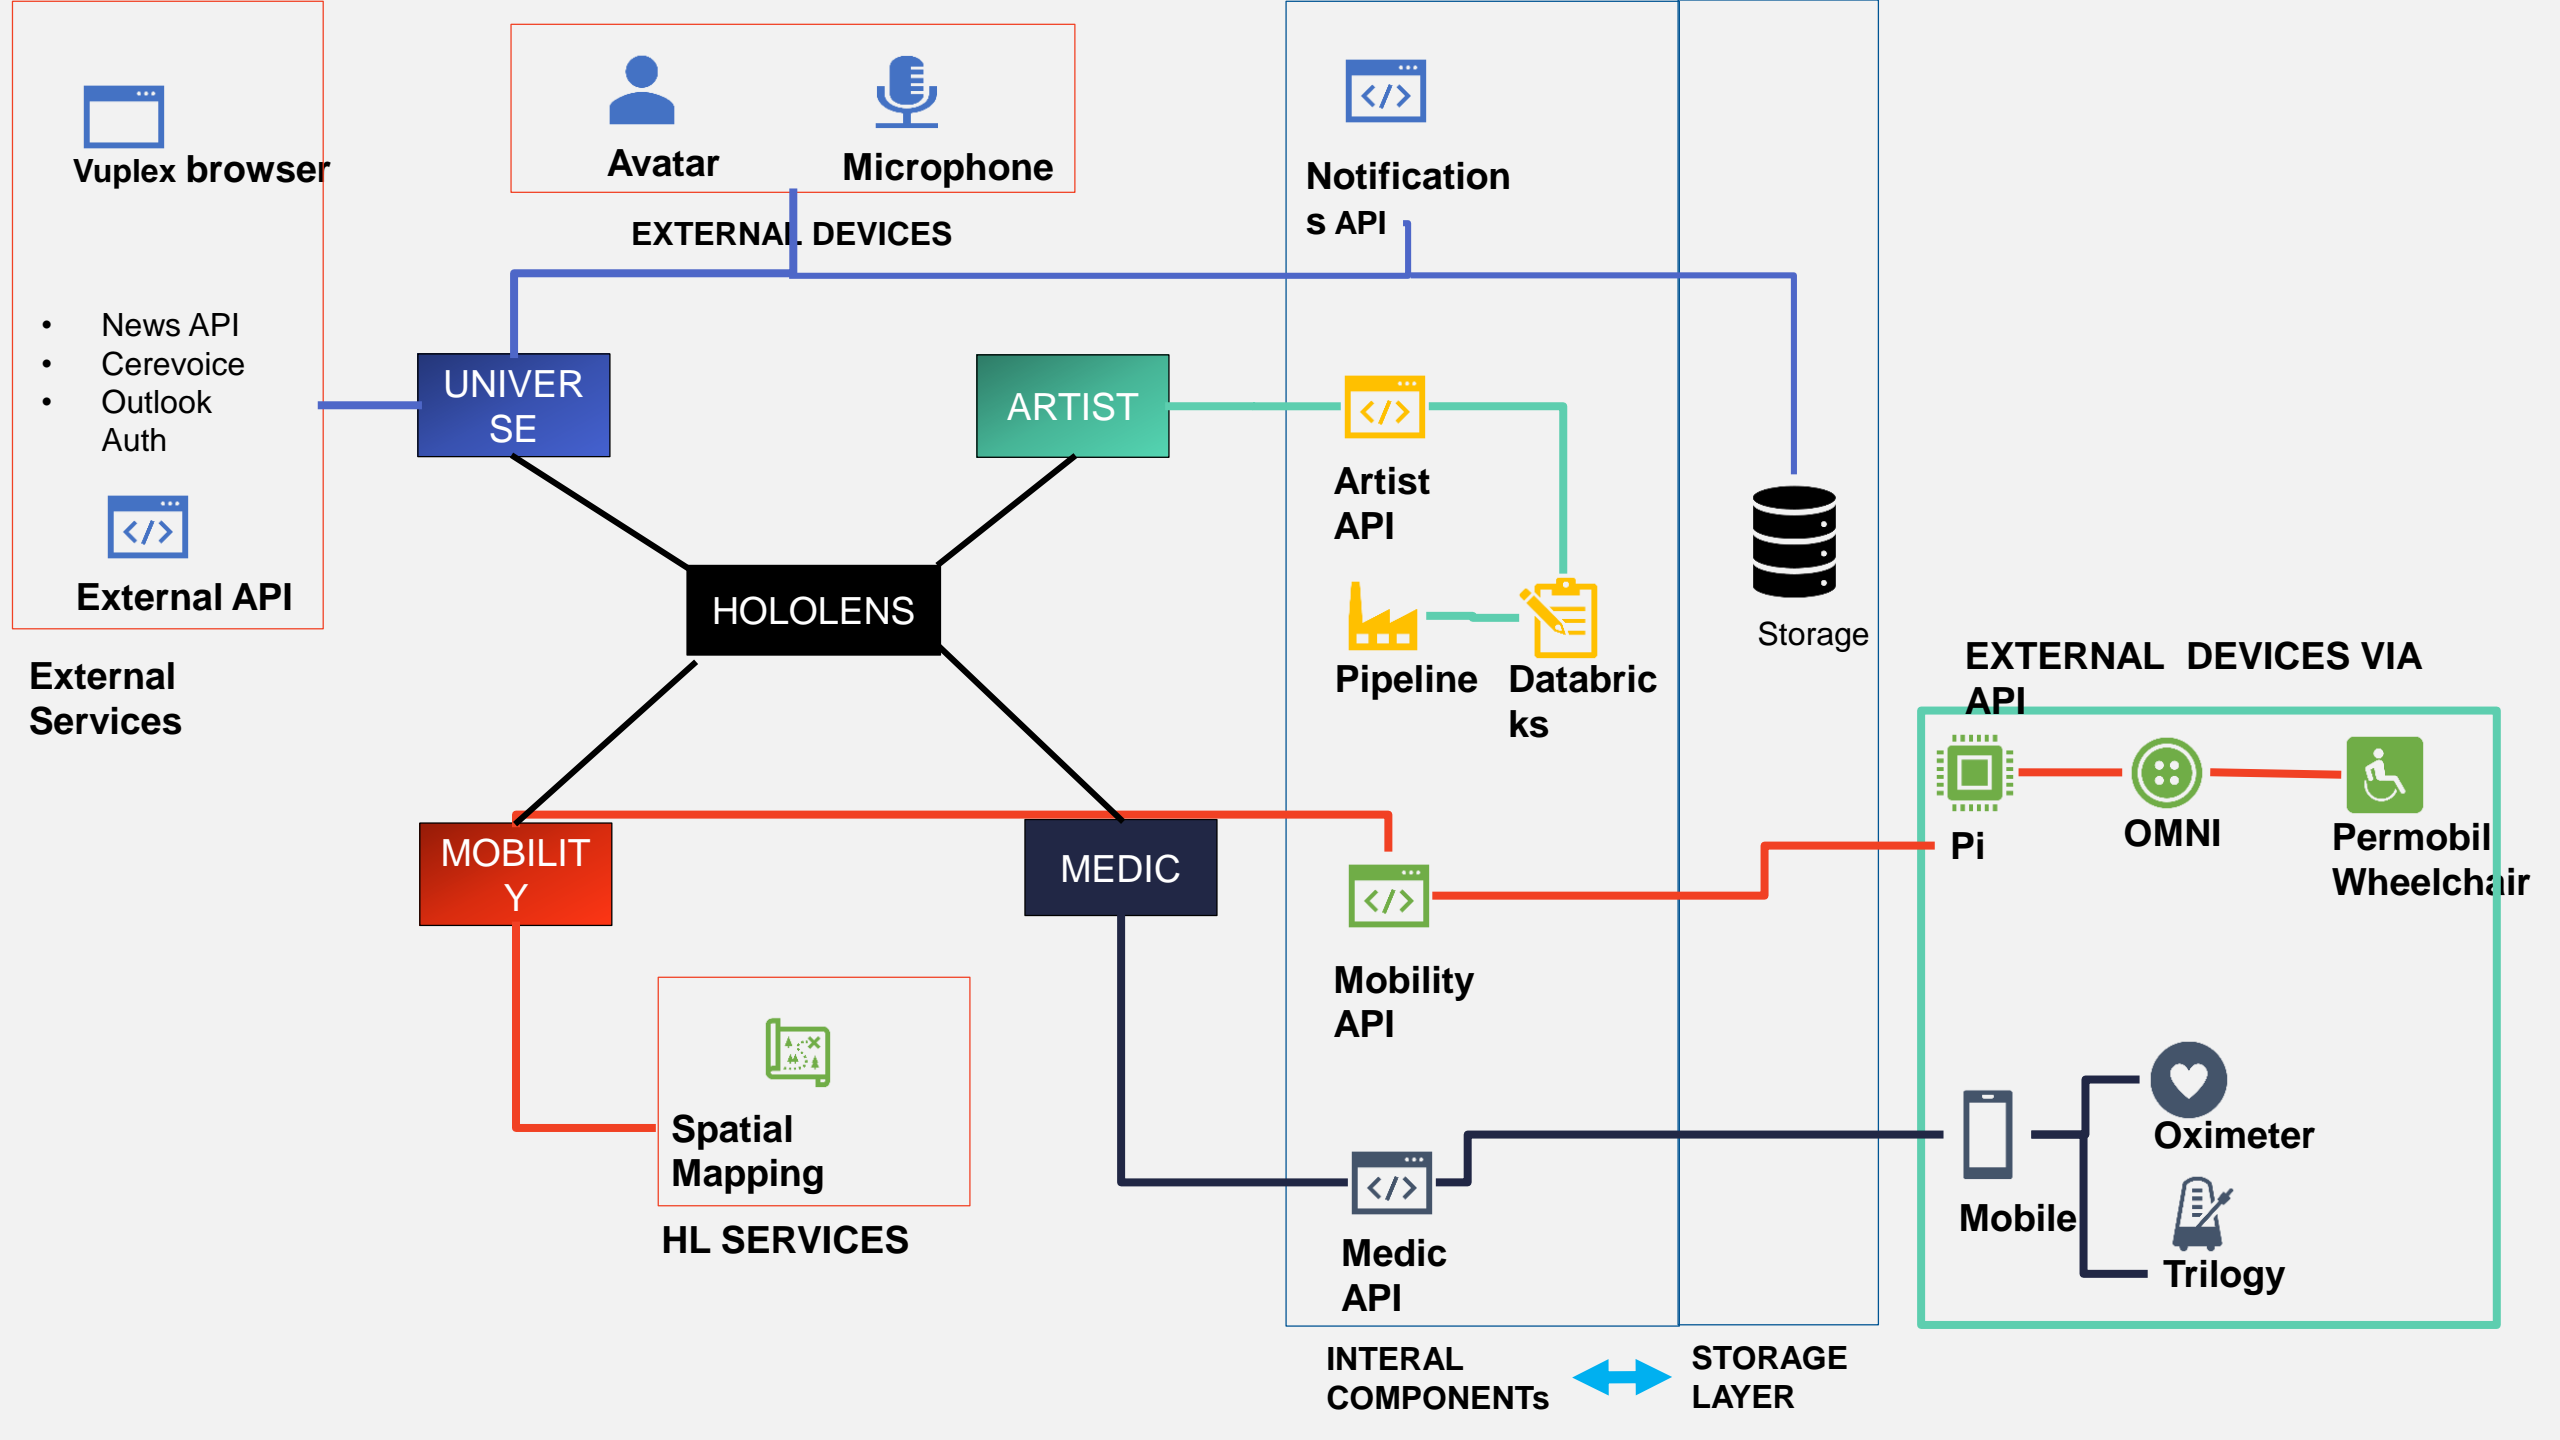 Vuplex browser
• News API
• Cerevoice
• Outlook
Auth
External API
External
Services
Avatar
Microphone
EXTERNAL DEVICES
UNIVER
SE
ARTIST
HOLOLENS
MOBILIT
Y
MEDIC
Spatial
Mapping
HL SERVICES
Notification
s API
Artist
API
Pipeline
Databric
ks
Mobility
API
Medic
API
INTERAL
COMPONENTs
Storage
STORAGE
LAYER
EXTERNAL DEVICES VIA
API
Pi
OMNI
Permobil
Wheelchair
Mobile
Oximeter
Trilogy